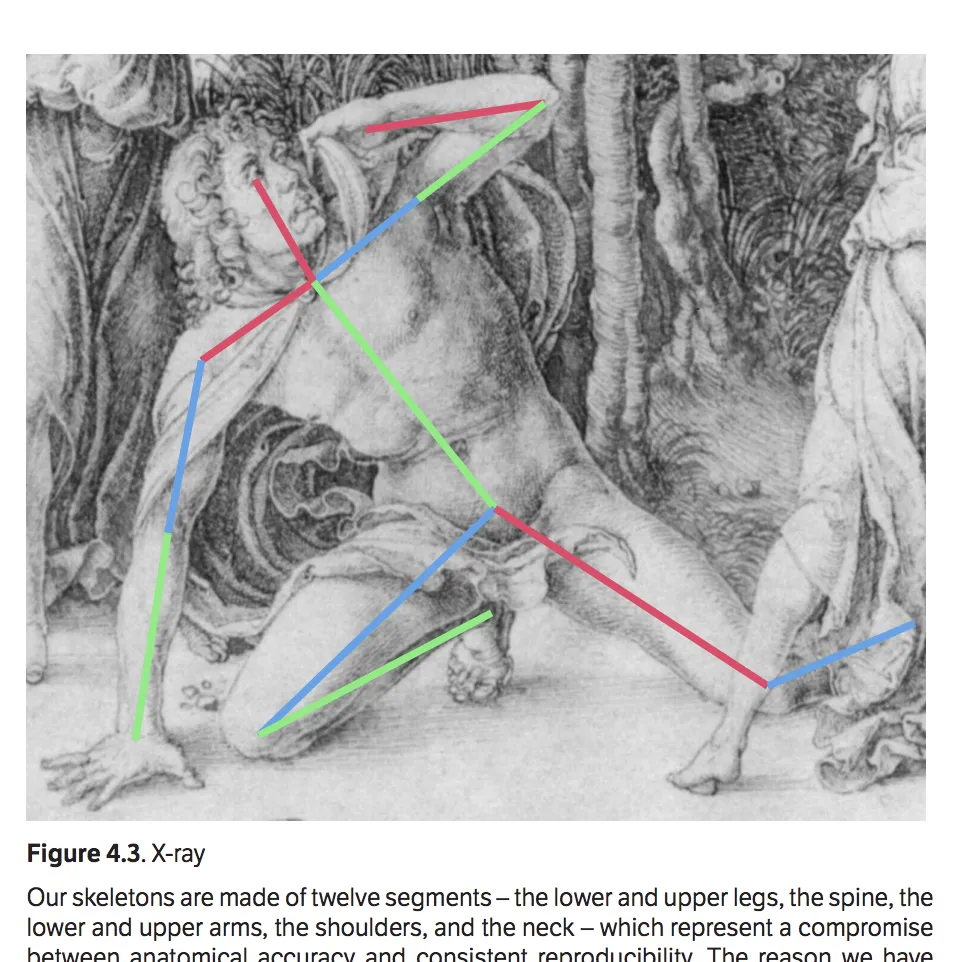 Figure 4.3. X-ray
Our skeletons are made of twelve segments – the lower and upper legs, the spine, the
lower and upper arms, the shoulders, and the neck – which represent a compromise
between anatomical accuracy and consistent reproducibility. The reason we have